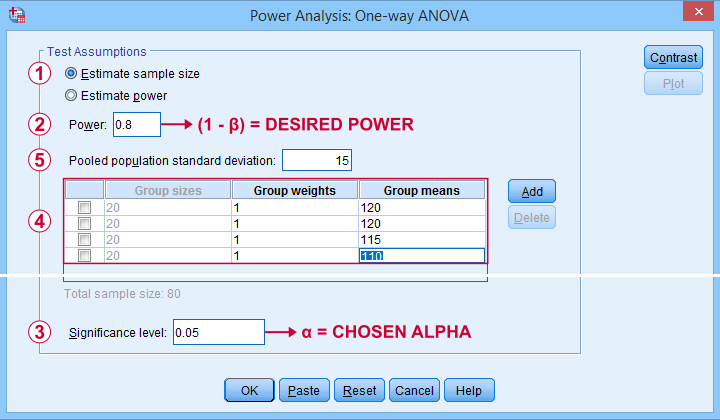 Power Analysis: One-way ANOVA
Test Assumptions
1 Estimate sample size
Estimate power
Contrast
Plot
2 Power: 0.8 (1 - β) = DESIRED POWER
5 Pooled population standard deviation: 15
Group sizes Group weights Group means
20 1 120
20 1 120
4 20 1 115
20 1 110
Add
Delete
Total sample size: 80
3 Significance level: 0.05 α = CHOSEN ALPHA
OK Paste Reset Cancel Help